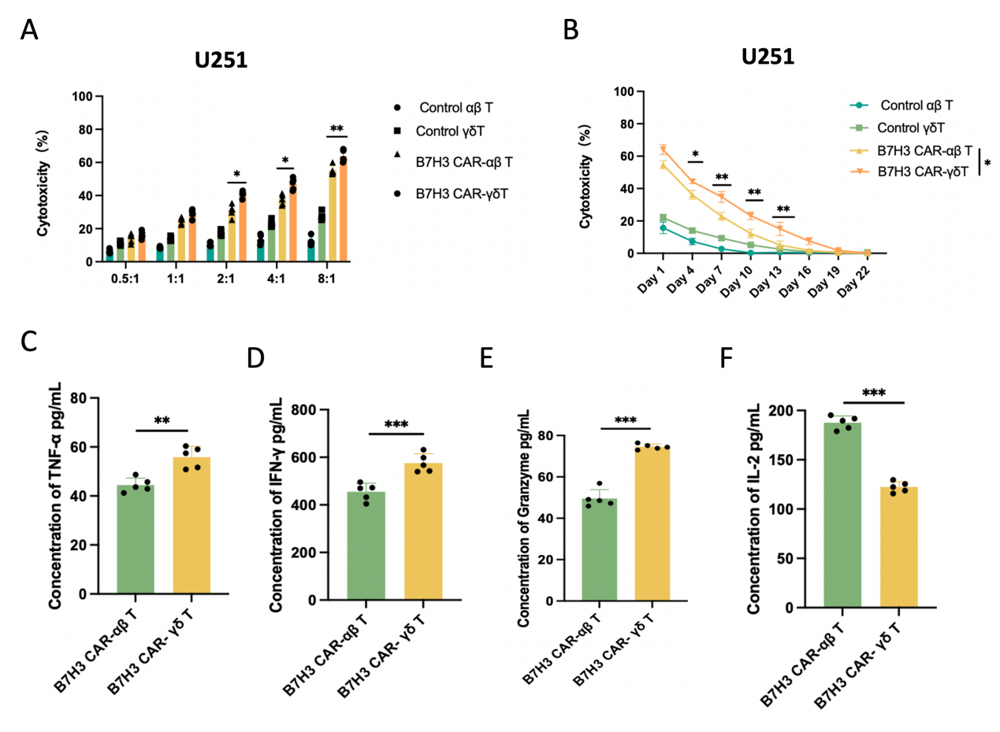 A
U251
Cytotoxicity (%)
100
80
60
40
20
0
0.5:1
1:1
2:1
4:1
8:1
*
*
**
Control αβ T
Control γδT
B7H3 CAR-αβ T
B7H3 CAR-γδT
B
U251
Cytotoxicity (%)
100
80
60
40
20
0
*
**
**
**
Day 1
Day 4
Day 7
Day 10
Day 13
Day 16
Day 19
Day 22
Control αβ T
Control γδT
B7H3 CAR-αβ T
B7H3 CAR-γδT
*
C
Concentration of TNF-α pg/mL
80
60
40
20
0
**
B7H3 CAR-αβ T
B7H3 CAR- γδ T
D
Concentration of IFN-γ pg/mL
800
600
400
200
0
***
B7H3 CAR-αβ T
B7H3 CAR- γδ T
E
Concentration of Granzyme pg/mL
80
60
40
20
0
***
B7H3 CAR-αβ T
B7H3 CAR- γδ T
F
Concentration of IL-2 pg/mL
200
150
100
50
0
***
B7H3 CAR-αβ T
B7H3 CAR- γδ T